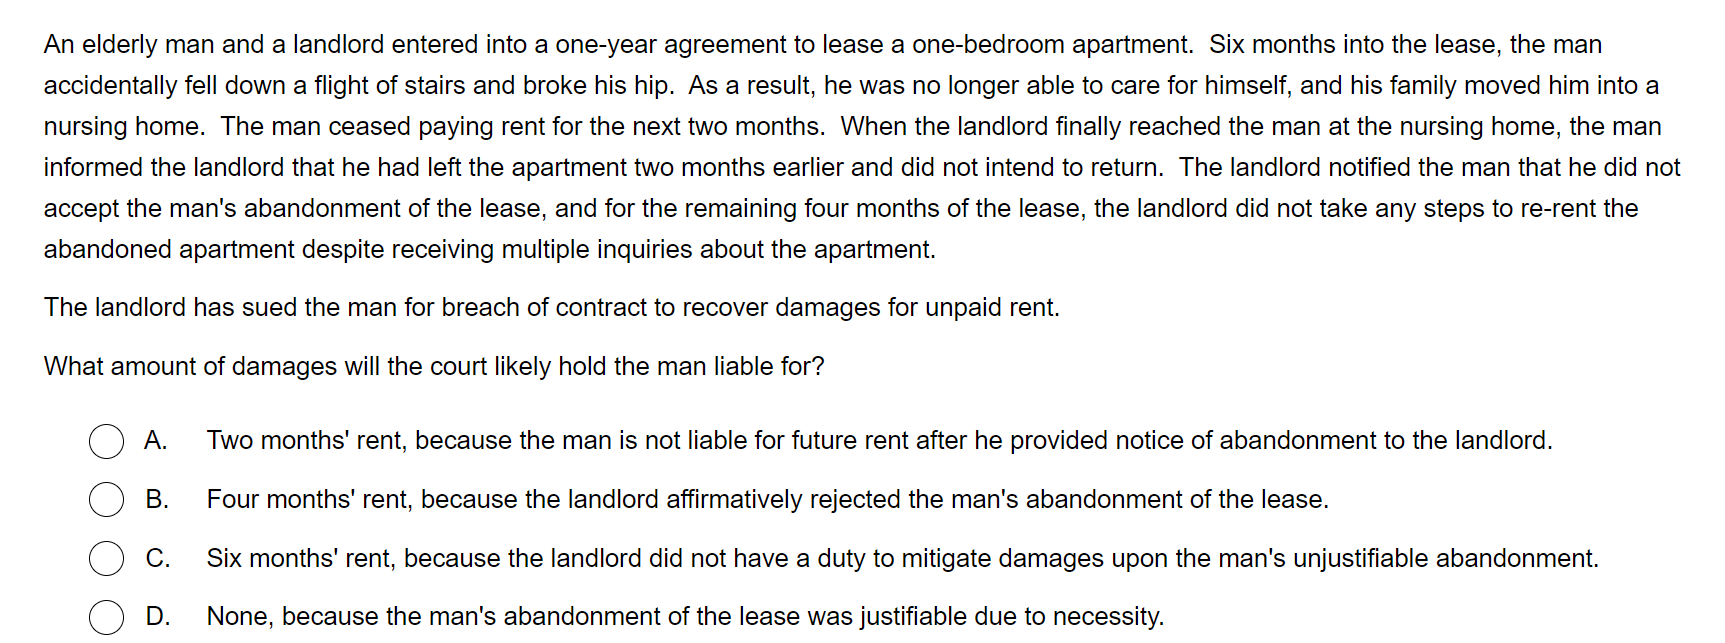 An elderly man and a landlord entered into a one-year agreement to lease a one-bedroom apartment.  Six months into the lease, the man
accidentally fell down a flight of stairs and broke his hip.  As a result, he was no longer able to care for himself, and his family moved him into a
nursing home.  The man ceased paying rent for the next two months.  When the landlord finally reached the man at the nursing home, the man
informed the landlord that he had left the apartment two months earlier and did not intend to return.  The landlord notified the man that he did not
accept the man's abandonment of the lease, and for the remaining four months of the lease, the landlord did not take any steps to re-rent the
abandoned apartment despite receiving multiple inquiries about the apartment.
The landlord has sued the man for breach of contract to recover damages for unpaid rent.
What amount of damages will the court likely hold the man liable for?
A. Two months' rent, because the man is not liable for future rent after he provided notice of abandonment to the landlord.
B. Four months' rent, because the landlord affirmatively rejected the man's abandonment of the lease.
C. Six months' rent, because the landlord did not have a duty to mitigate damages upon the man's unjustifiable abandonment.
D. None, because the man's abandonment of the lease was justifiable due to necessity.